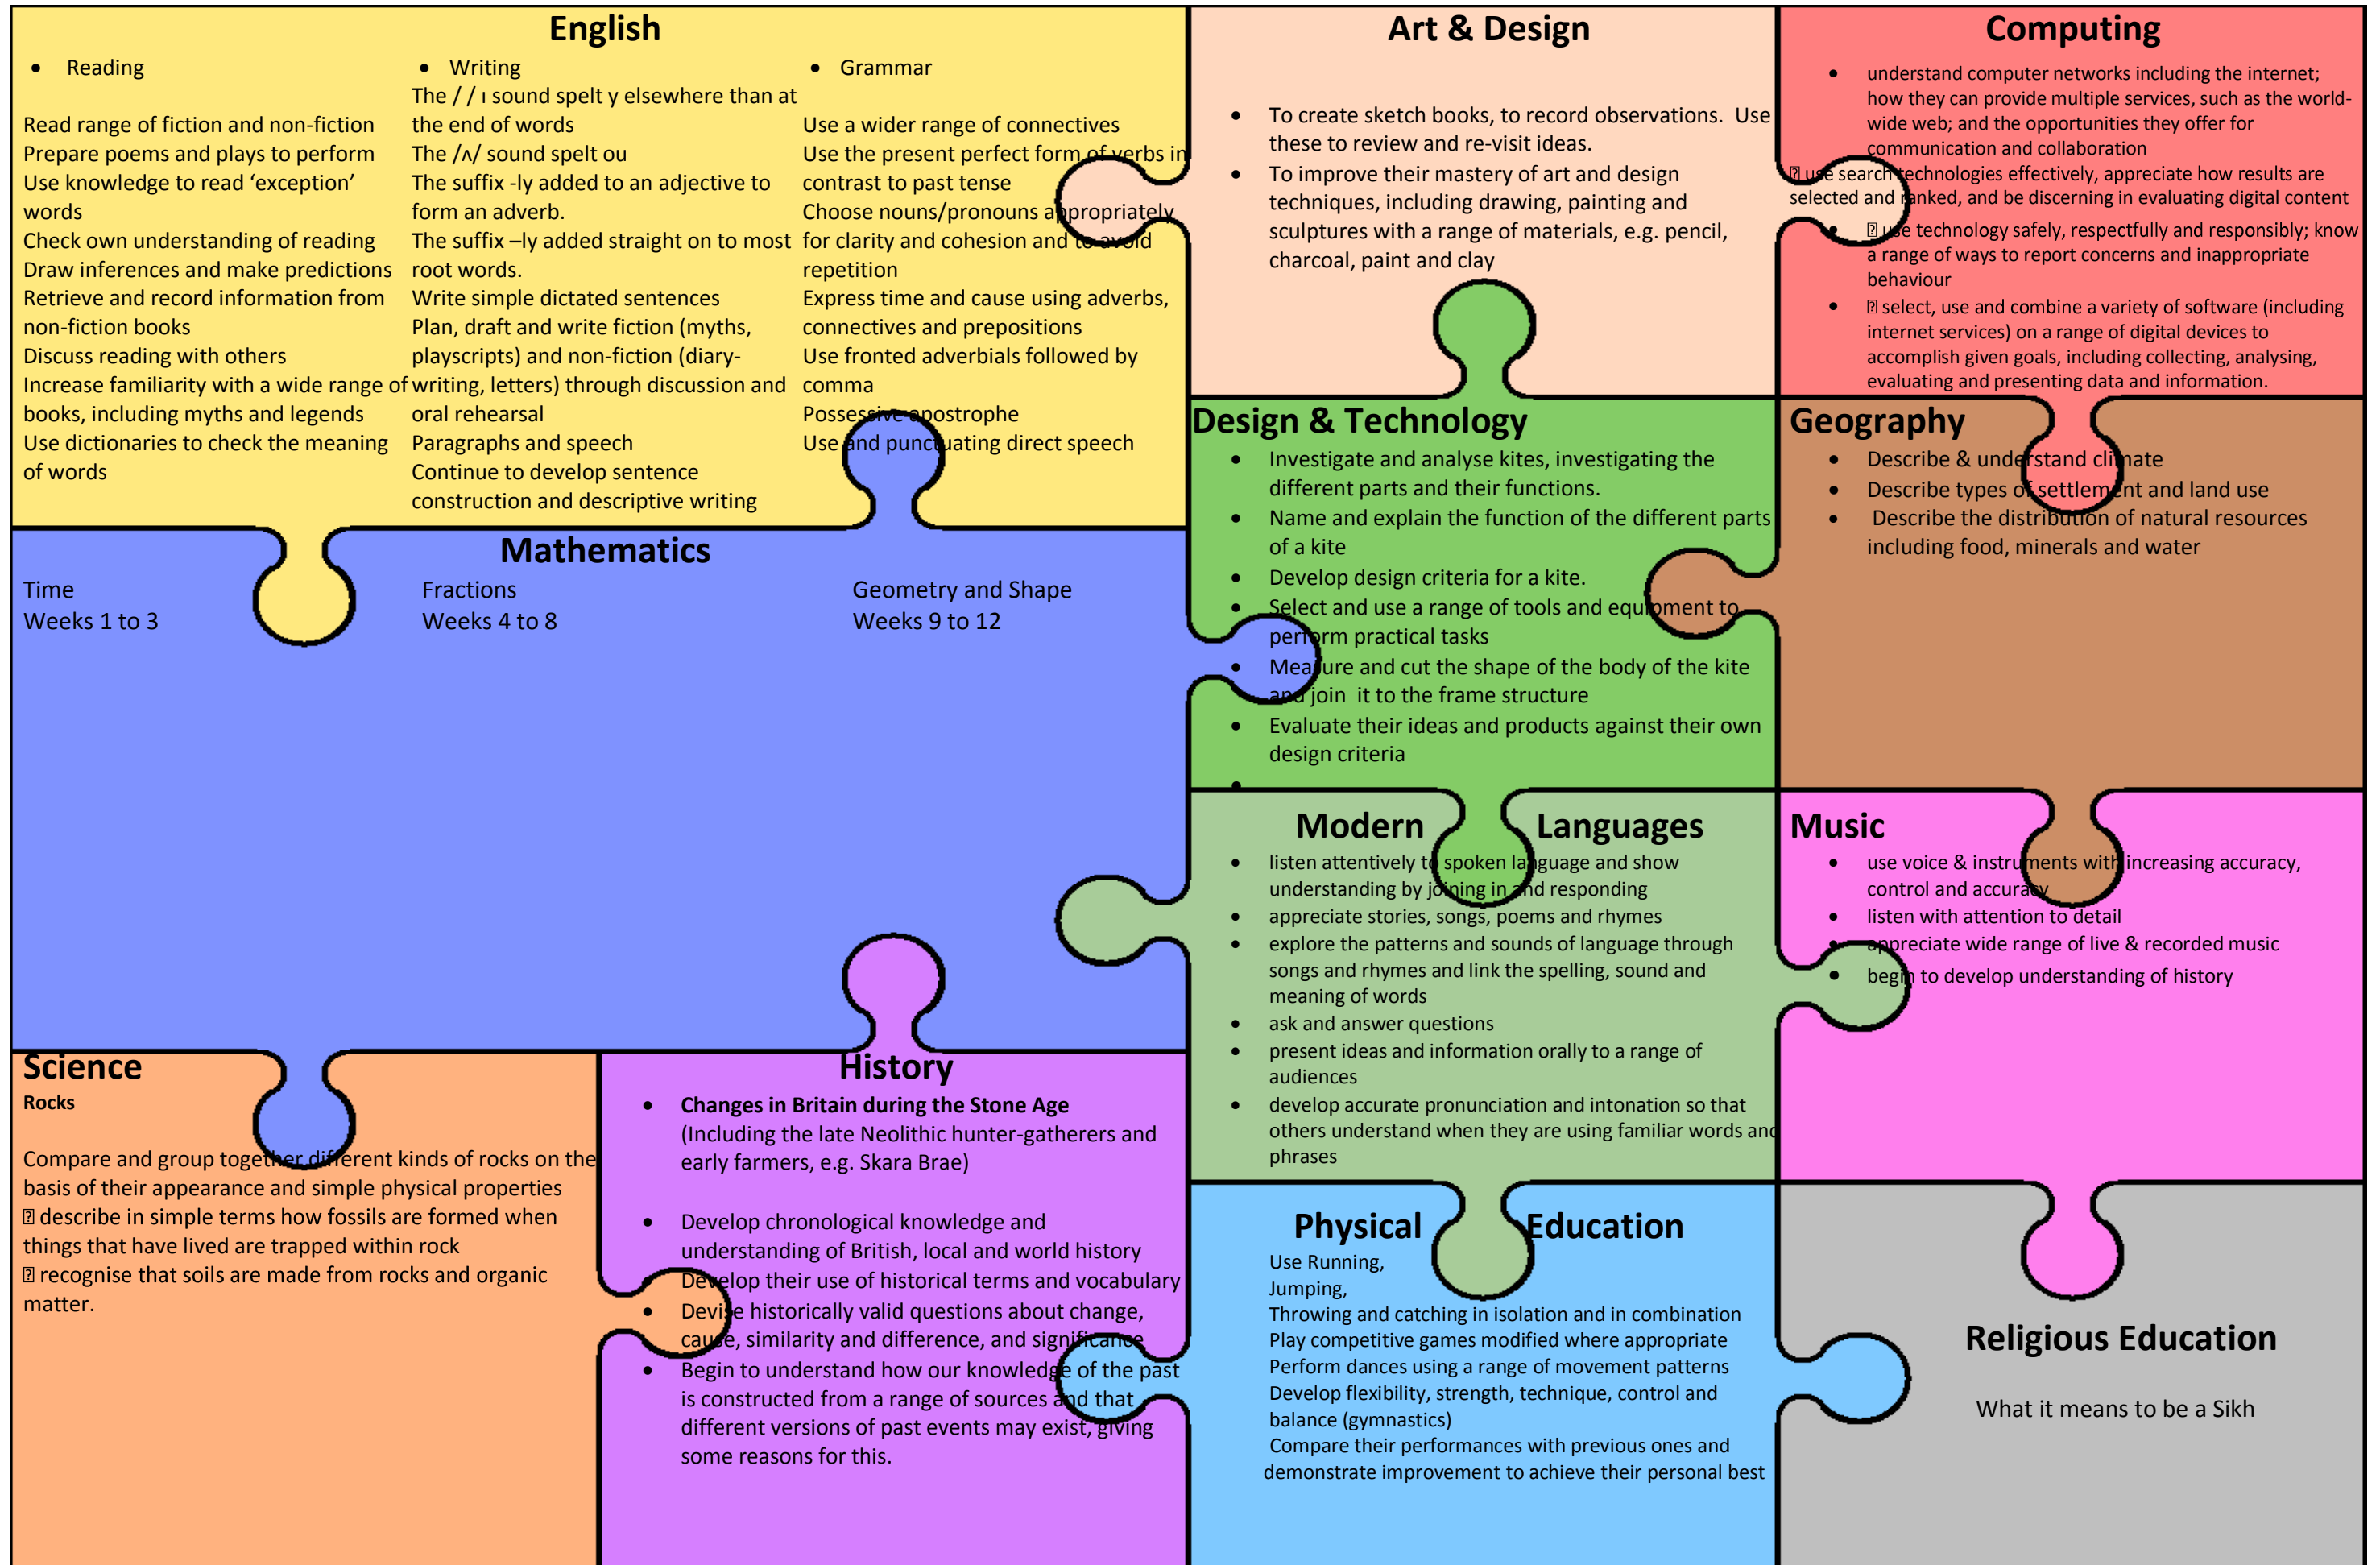 English
• Reading
Read range of fiction and non-fiction
Prepare poems and plays to perform
Use knowledge to read ‘exception’
words
Check own understanding of reading
Draw inferences and make predictions
Retrieve and record information from
non-fiction books
Discuss reading with others
Increase familiarity with a wide range of
books, including myths and legends
Use dictionaries to check the meaning
of words
• Writing
The / / ɪ sound spelt y elsewhere than at
the end of words
The /ʌ/ sound spelt ou
The suffix -ly added to an adjective to
form an adverb.
The suffix –ly added straight on to most
root words.
Write simple dictated sentences
Plan, draft and write fiction (myths,
playscripts) and non-fiction (diary-
writing, letters) through discussion and
oral rehearsal
Paragraphs and speech
Continue to develop sentence
construction and descriptive writing
• Grammar
Use a wider range of connectives
Use the present perfect form of verbs in
contrast to past tense
Choose nouns/pronouns appropriately
for clarity and cohesion and to avoid
repetition
Express time and cause using adverbs,
connectives and prepositions
Use fronted adverbials followed by
comma
Possessive apostrophe
Use and punctuating direct speech
Art & Design
• To create sketch books, to record observations.  Use
these to review and re-visit ideas.
• To improve their mastery of art and design
techniques, including drawing, painting and
sculptures with a range of materials, e.g. pencil,
charcoal, paint and clay
Computing
• understand computer networks including the internet;
how they can provide multiple services, such as the world-
wide web; and the opportunities they offer for
communication and collaboration
use search technologies effectively, appreciate how results are
selected and ranked, and be discerning in evaluating digital content
• use technology safely, respectfully and responsibly; know
a range of ways to report concerns and inappropriate
behaviour
• select, use and combine a variety of software (including
internet services) on a range of digital devices to
accomplish given goals, including collecting, analysing,
evaluating and presenting data and information.
Mathematics
Time
Weeks 1 to 3
Fractions
Weeks 4 to 8
Geometry and Shape
Weeks 9 to 12
Design & Technology
• Investigate and analyse kites, investigating the
different parts and their functions.
• Name and explain the function of the different parts
of a kite
• Develop design criteria for a kite.
• Select and use a range of tools and equipment to
perform practical tasks
• Measure and cut the shape of the body of the kite
and join  it to the frame structure
• Evaluate their ideas and products against their own
design criteria
•
Geography
• Describe & understand climate
• Describe types of settlement and land use
• Describe the distribution of natural resources
including food, minerals and water
Modern Languages
• listen attentively to spoken language and show
understanding by joining in and responding
• appreciate stories, songs, poems and rhymes
• explore the patterns and sounds of language through
songs and rhymes and link the spelling, sound and
meaning of words
• ask and answer questions
• present ideas and information orally to a range of
audiences
• develop accurate pronunciation and intonation so that
others understand when they are using familiar words and
phrases
Music
• use voice & instruments with increasing accuracy,
control and accuracy
• listen with attention to detail
• appreciate wide range of live & recorded music
• begin to develop understanding of history
Science
Rocks
Compare and group together different kinds of rocks on the
basis of their appearance and simple physical properties
describe in simple terms how fossils are formed when
things that have lived are trapped within rock
recognise that soils are made from rocks and organic
matter.
History
• Changes in Britain during the Stone Age
(Including the late Neolithic hunter-gatherers and
early farmers, e.g. Skara Brae)
• Develop chronological knowledge and
understanding of British, local and world history
• Develop their use of historical terms and vocabulary
• Devise historically valid questions about change,
cause, similarity and difference, and significance
• Begin to understand how our knowledge of the past
is constructed from a range of sources and that
different versions of past events may exist, giving
some reasons for this.
Physical Education
Use Running,
Jumping,
Throwing and catching in isolation and in combination
Play competitive games modified where appropriate
Perform dances using a range of movement patterns
Develop flexibility, strength, technique, control and
balance (gymnastics)
Compare their performances with previous ones and
demonstrate improvement to achieve their personal best
Religious Education
What it means to be a Sikh